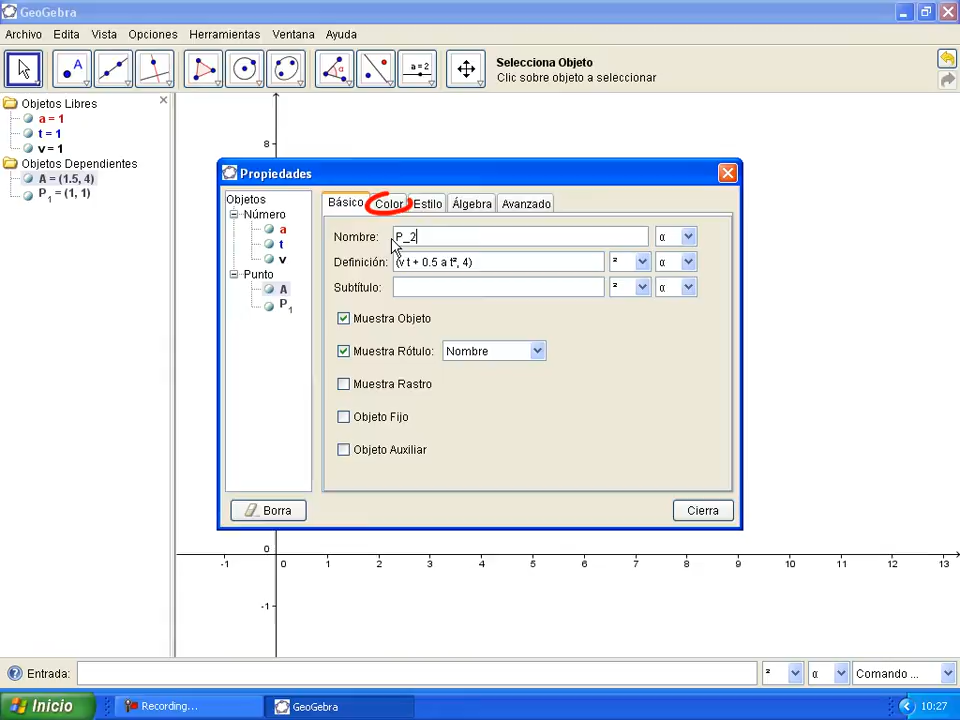 GeoGebra
Archivo Edita Vista Opciones Herramientas Ventana Ayuda
A
α
a = 2
Selecciona Objeto
Clic sobre objeto a seleccionar
Objetos Libres
a = 1
t = 1
v = 1
Objetos Dependientes
A = (1.5, 4)
P1 = (1, 1)
8
0
-1
-1 0 1 2 3 4 5 6 7 8 9 10 11 12 13
Propiedades
Objetos
Número
a
t
v
Punto
A
P1
Básico Color Estilo Álgebra Avanzado
Nombre: P_2 α
Definición: (v t + 0.5 a t², 4) ² α
Subtítulo: ² α
Muestra Objeto
Muestra Rótulo: Nombre
Muestra Rastro
Objeto Fijo
Objeto Auxiliar
Borra Cierra
Entrada: ² α Comando ...
Inicio Recording... GeoGebra 10:27